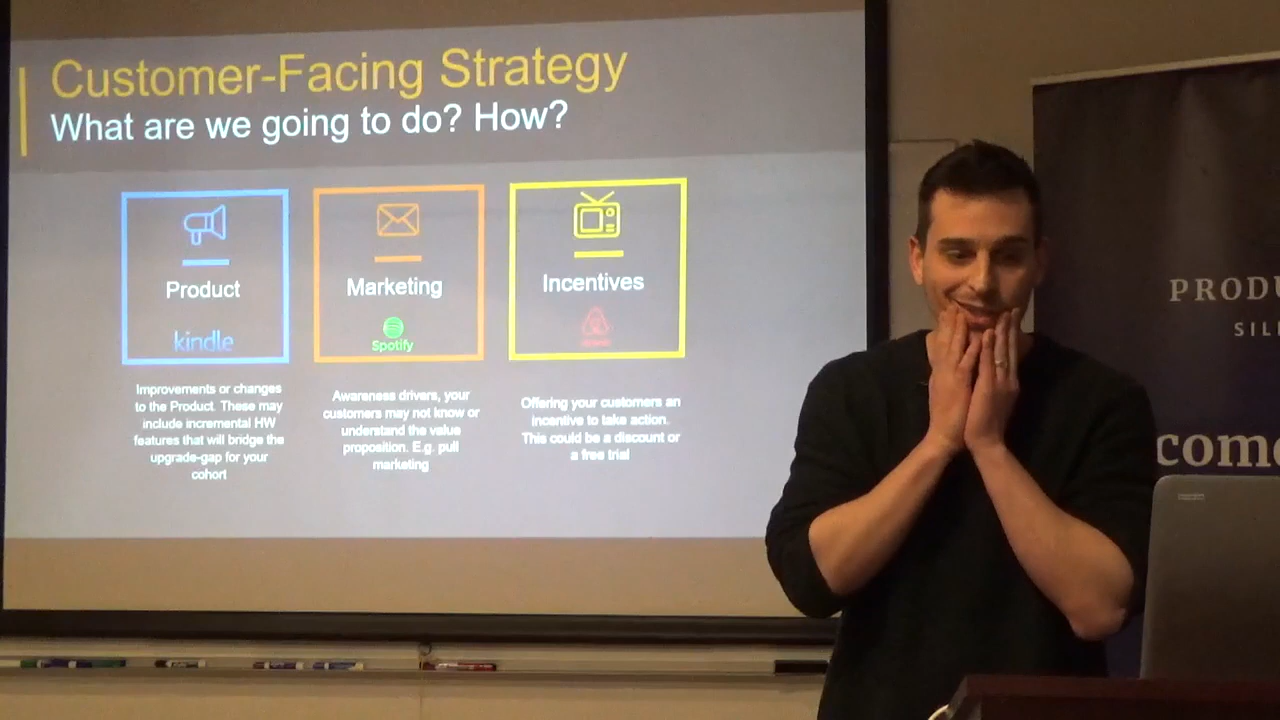 Customer-Facing Strategy
What are we going to do? How?
Product
kindle
Improvements or changes
to the Product. These may
include incremental HW
features that will bridge the
upgrade-gap for your
cohort
Marketing
Spotify
Awareness drivers, your
customers may not know or
understand the value
proposition. E.g. pull
marketing
Incentives
airbnb
Offering your customers an
incentive to take action.
This could be a discount or
a free trial
PRODU
SIL
come